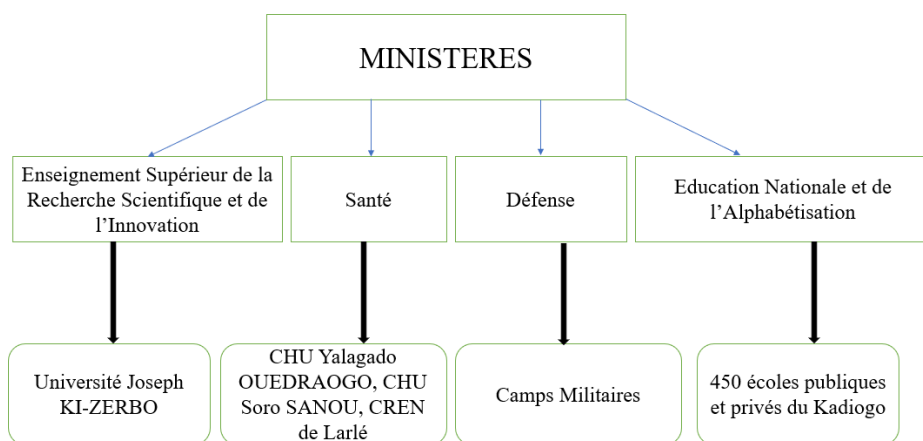 MINISTERES
Enseignement Supérieur de la
Recherche Scientifique et de
l’Innovation
Santé
Défense
Education Nationale et de
l’Alphabétisation
Université Joseph
KI-ZERBO
CHU Yalagado
OUEDRAOGO, CHU
Soro SANOU, CREN
de Larlé
Camps Militaires
450 écoles publiques
et privés du Kadiogo